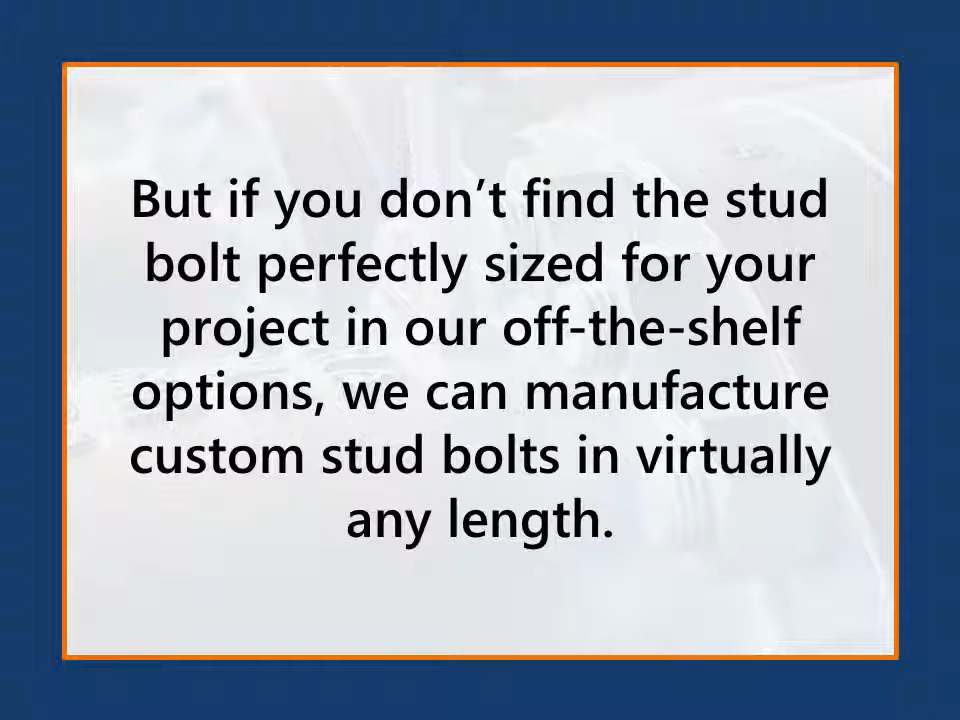 But if you don’t find the stud
bolt perfectly sized for your
project in our off-the-shelf
options, we can manufacture
custom stud bolts in virtually
any length.